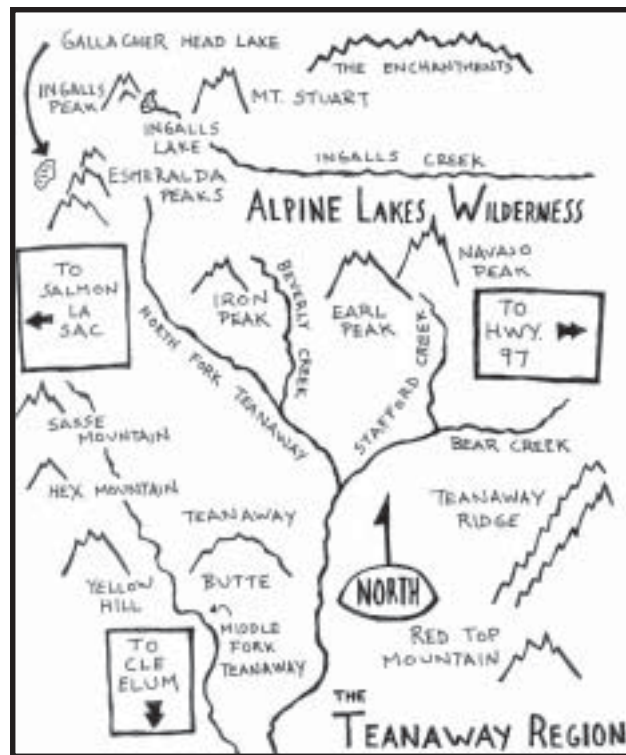 GALLAGHER HEAD LAKE
THE ENCHANTMENTS
INGALLS
PEAK
MT. STUART
INGALLS
LAKE
INGALLS CREEK
ESMERALDA
PEAKS
ALPINE LAKES WILDERNESS
NAVAJO
PEAK
TO
SALMON
LA
SAC
IRON
PEAK
BEVERLY CREEK
EARL
PEAK
STAFFORD CREEK
TO
HWY.
97
NORTH FORK TEANAWAY
SASSE
MOUNTAIN
BEAR CREEK
HEX MOUNTAIN
TEANAWAY
BUTTE
TEANAWAY
RIDGE
YELLOW
HILL
NORTH
MIDDLE
FORK
TEANAWAY
RED TOP
MOUNTAIN
TO
CLE
ELUM
THE
TEANAWAY REGION